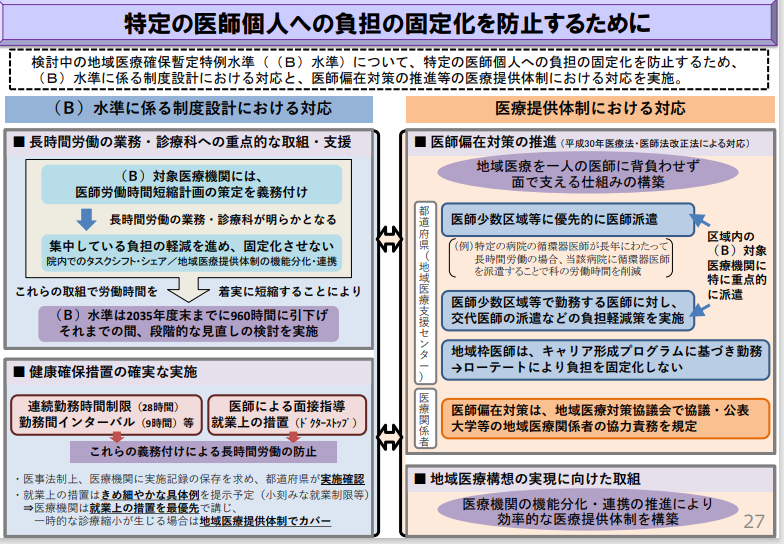 特定の医師個人への負担の固定化を防止するために
検討中の地域医療確保暫定特例水準（（Ｂ）水準）について、特定の医師個人への負担の固定化を防止するため、
（Ｂ）水準に係る制度設計における対応と、医師偏在対策の推進等の医療提供体制における対応を実施。
（Ｂ）水準に係る制度設計における対応
■ 長時間労働の業務・診療科への重点的な取組・支援
（Ｂ）対象医療機関には、
医師労働時間短縮計画の策定を義務付け
長時間労働の業務・診療科が明らかとなる
集中している負担の軽減を進め、固定化させない
院内でのタスクシフト・シェア／地域医療提供体制の機能分化・連携
これらの取組で労働時間を
着実に短縮することにより
（Ｂ）水準は2035年度末までに960時間に引下げ
それまでの間、段階的な見直しの検討を実施
■ 健康確保措置の確実な実施
連続勤務時間制限（28時間）
勤務間インターバル（9時間）等
医師による面接指導
就業上の措置（ﾄﾞｸﾀｰｽﾄｯﾌﾟ）
これらの義務付けによる長時間労働の防止
・医事法制上、医療機関に実施記録の保存を求め、都道府県が実施確認
・就業上の措置はきめ細やかな具体例を提示予定（小刻みな就業制限等）
⇒医療機関は就業上の措置を最優先で講じ、
一時的な診療縮小が生じる場合は地域医療提供体制でカバー
医療提供体制における対応
■ 医師偏在対策の推進（平成30年医療法・医師法改正法による対応）
地域医療を一人の医師に背負わせず
面で支える仕組みの構築
都道府県（地域医療支援センター）
医師少数区域等に優先的に医師派遣
（例）特定の病院の循環器医師が長年にわたって
長時間労働の場合、当該病院に循環器医師
を派遣することで科の労働時間を削減
医師少数区域等で勤務する医師に対し、
交代医師の派遣などの負担軽減策を実施
区域内の
（Ｂ）対象
医療機関に
特に重点的
に派遣
地域枠医師は、キャリア形成プログラムに基づき勤務
→ローテートにより負担を固定化しない
医療関係者
医師偏在対策は、地域医療対策協議会で協議・公表
大学等の地域医療関係者の協力責務を規定
■ 地域医療構想の実現に向けた取組
医療機関の機能分化・連携の推進により
効率的な医療提供体制を構築
27